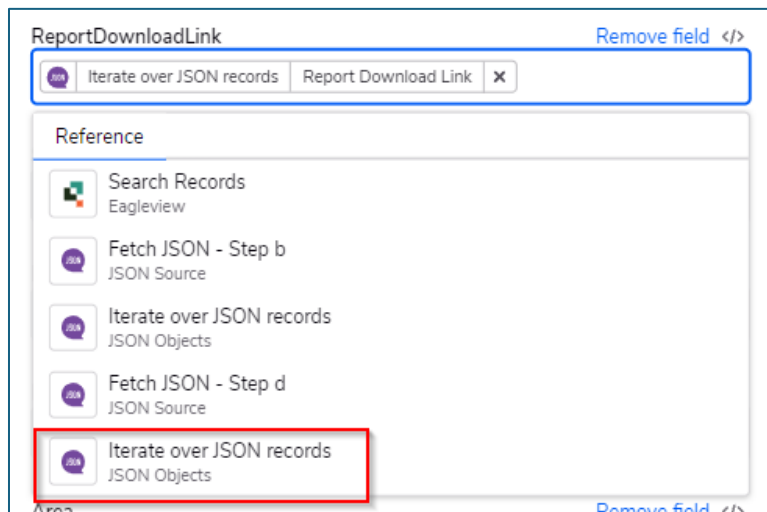 ReportDownloadLink Remove field </>
JSON Iterate over JSON records Report Download Link ×
Reference
Search Records
Eagleview
JSON Fetch JSON - Step b
JSON Source
JSON Iterate over JSON records
JSON Objects
JSON Fetch JSON - Step d
JSON Source
JSON Iterate over JSON records
JSON Objects
Area Remove field </>